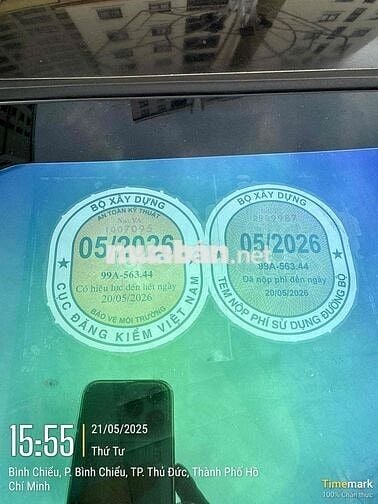 BỘ XÂY DỰNG
AN TOÀN KỸ THUẬT
05/2026
99A-563.44
Có hiệu lực đến hết ngày
20/05/2026
BẢO VỆ MÔI TRƯỜNG
CỤC ĐĂNG KIỂM VIỆT NAM
BỘ XÂY DỰNG
05/2026
99A-563.44
Đã nộp phí đến ngày
20/05/2026
TEM NỘP PHÍ SỬ DỤNG ĐƯỜNG BỘ
muaban.net
15:55
21/05/2025
Thứ Tư
Bình Chiểu, P. Bình Chiểu, TP. Thủ Đức, Thành Phố Hồ
Chí Minh
Timemark
100% Chân thực